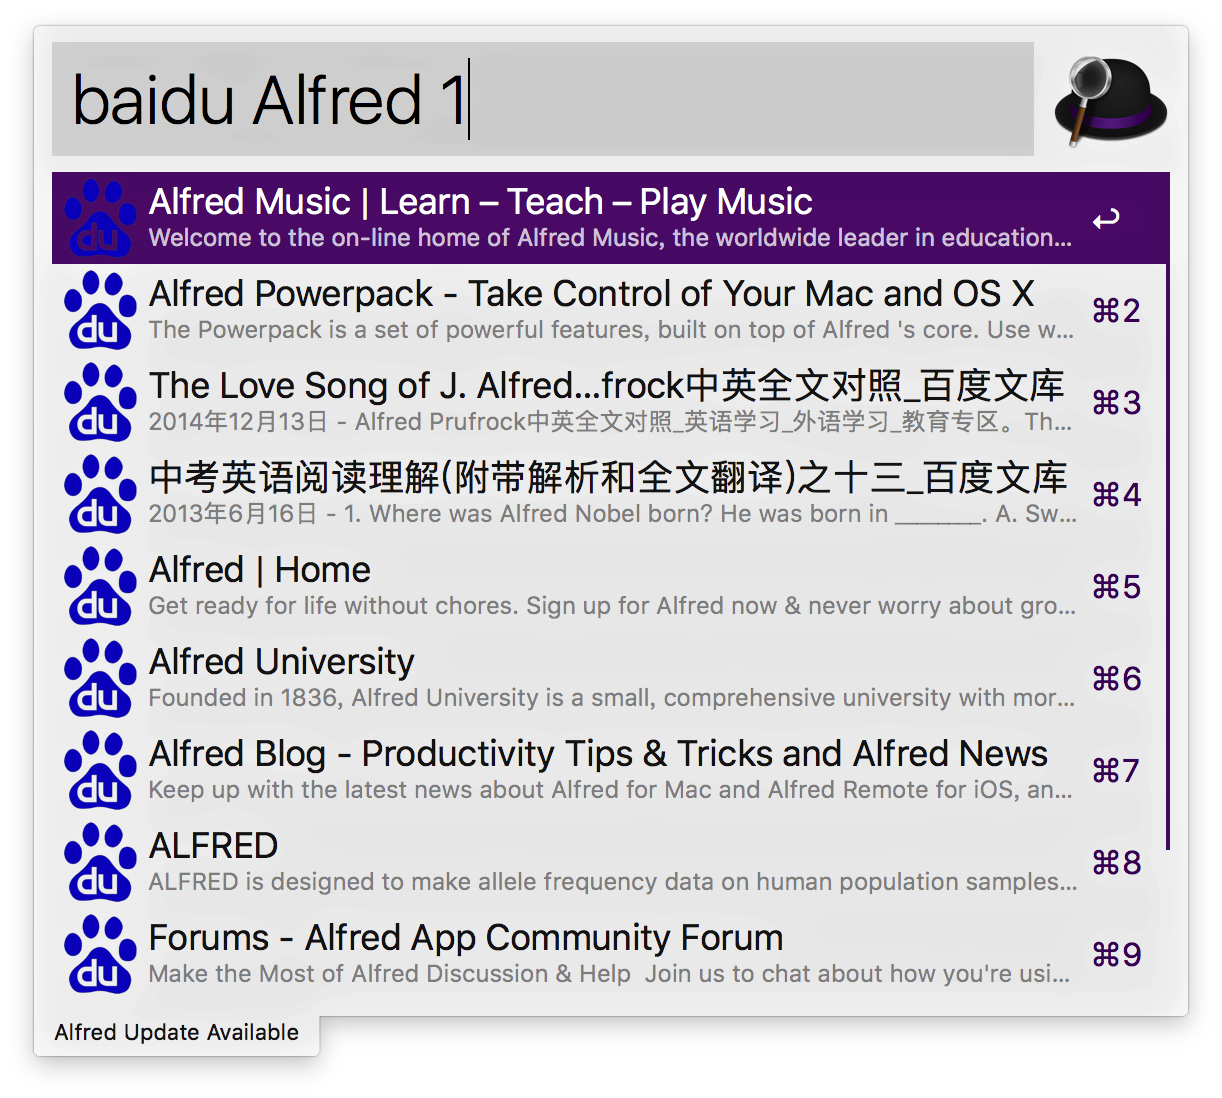 baidu Alfred 1
Alfred Music | Learn – Teach – Play Music
Welcome to the on-line home of Alfred Music, the worldwide leader in education...
↩
Alfred Powerpack - Take Control of Your Mac and OS X
The Powerpack is a set of powerful features, built on top of Alfred 's core. Use w...
⌘2
The Love Song of J. Alfred...frock中英全文对照_百度文库
2014年12月13日 - Alfred Prufrock中英全文对照_英语学习_外语学习_教育专区。Th...
⌘3
中考英语阅读理解(附带解析和全文翻译)之十三_百度文库
2013年6月16日 - 1. Where was Alfred Nobel born? He was born in ________. A. Sw...
⌘4
Alfred | Home
Get ready for life without chores. Sign up for Alfred now & never worry about gro...
⌘5
Alfred University
Founded in 1836, Alfred University is a small, comprehensive university with mor...
⌘6
Alfred Blog - Productivity Tips & Tricks and Alfred News
Keep up with the latest news about Alfred for Mac and Alfred Remote for iOS, an...
⌘7
ALFRED
ALFRED is designed to make allele frequency data on human population samples...
⌘8
Forums - Alfred App Community Forum
Make the Most of Alfred Discussion & Help  Join us to chat about how you're usi...
⌘9
du
du
du
du
du
du
du
du
du
Alfred Update Available